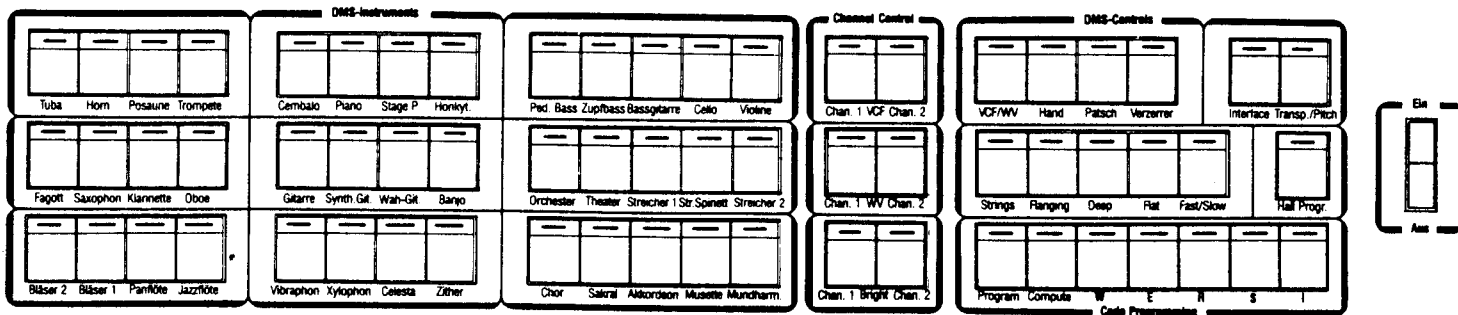 DMS-Instruments Channel Control DMS-Controls
Tuba Horn Posaune Trompete Cembalo Piano Stage P Honkyt. Ped. Bass Zupfbass Bassgitarre Cello Violine Chan. 1 VCF Chan. 2 VCF/WV Hand Patsch Verzerrer Interface Transp./Pitch
Ein
Fagott Saxophon Klarinette Oboe Gitarre Synth.Git. Wah-Git. Banjo Orchester Theater Streicher 1 Str.Spinett Streicher 2 Chan. 1 WV Chan. 2 Strings Flanging Deep Flat Fast/Slow Hall Progr.
Aus
Bläser 2 Bläser 1 Panflöte Jazzflöte Vibraphon Xylophon Celesta Zither Chor Sakral Akkordeon Musette Mundharm. Chan. 1 Bright Chan. 2 Program Compute W E R S I
Code Programming